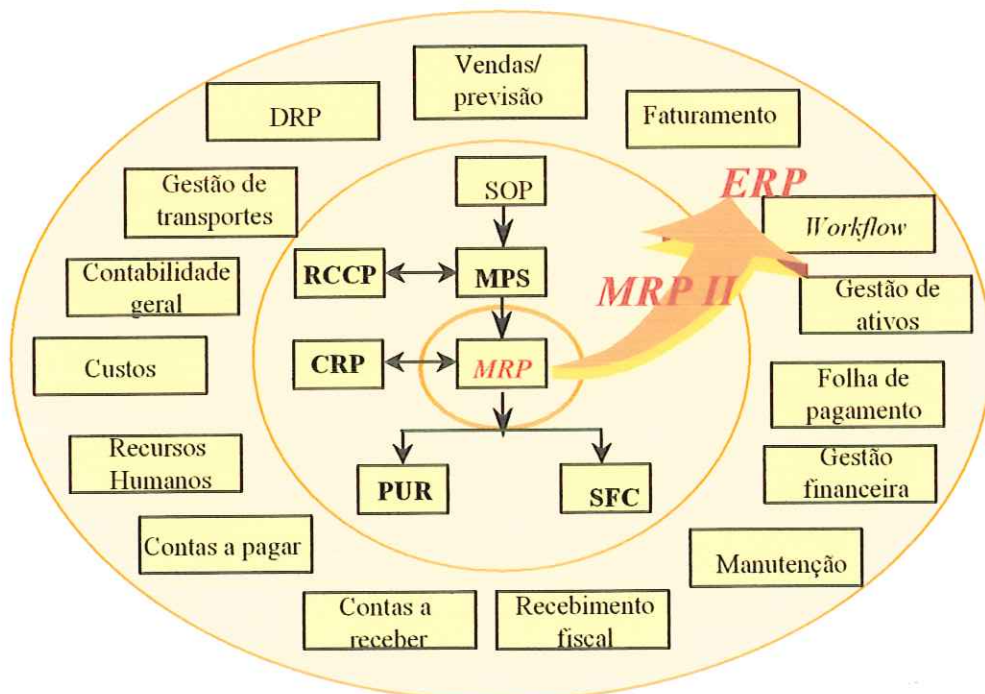 Vendas/
previsão
DRP
Faturamento
Gestão de
transportes
SOP
ERP
Workflow
Contabilidade
geral
RCCP
MPS
MRP II
Gestão de
ativos
Custos
CRP
MRP
Folha de
pagamento
Recursos
Humanos
PUR
SFC
Gestão
financeira
Contas a pagar
Manutenção
Contas a
receber
Recebimento
fiscal